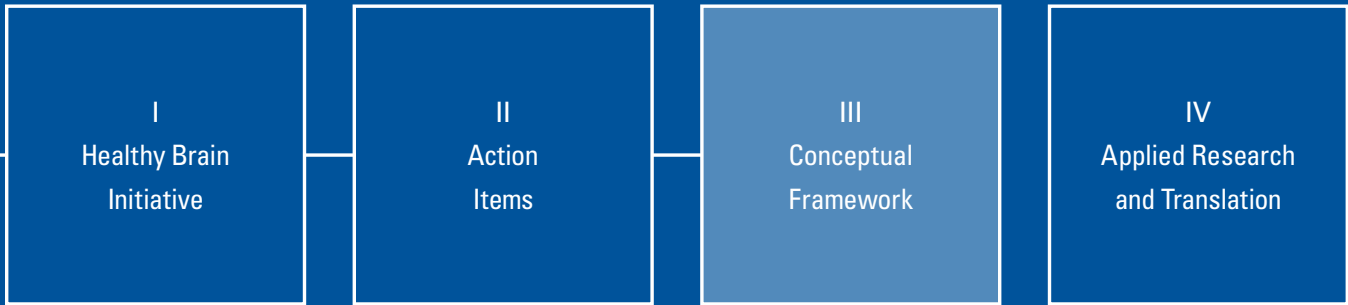 I
Healthy Brain
Initiative
II
Action
Items
III
Conceptual
Framework
IV
Applied Research
and Translation